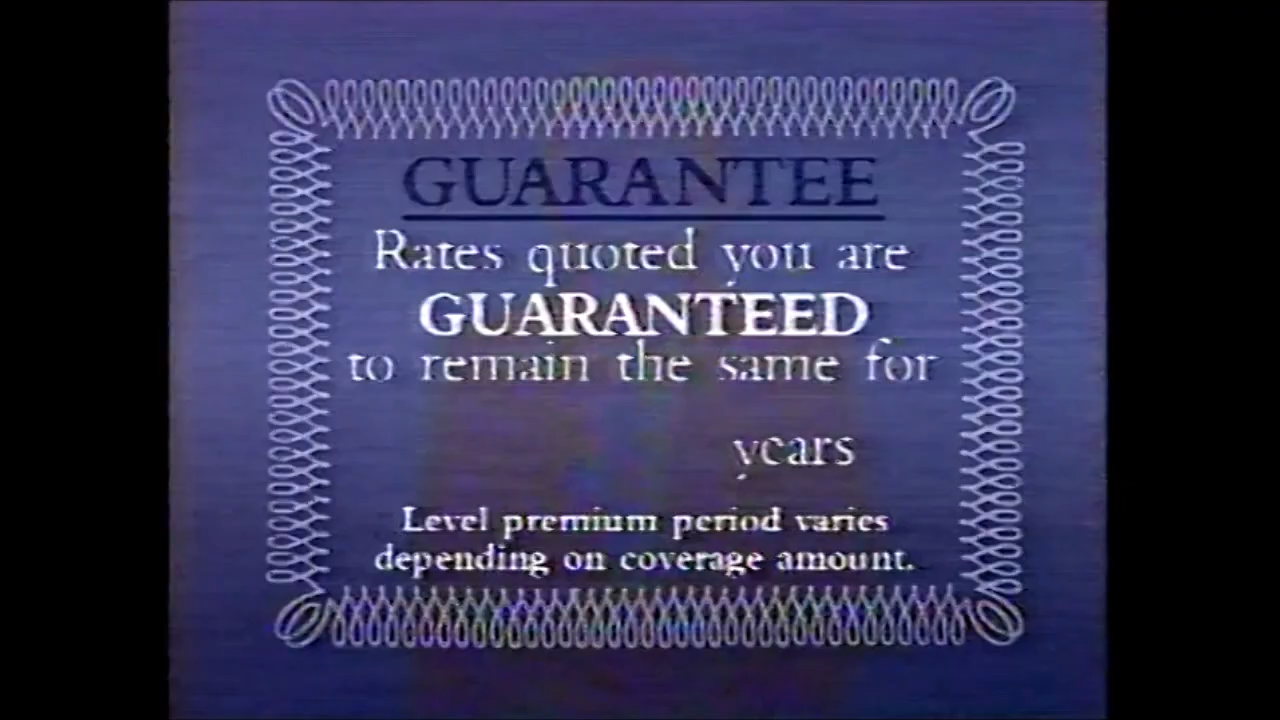 GUARANTEE
Rates quoted you are
GUARANTEED
to remain the same for
years
Level premium period varies
depending on coverage amount.